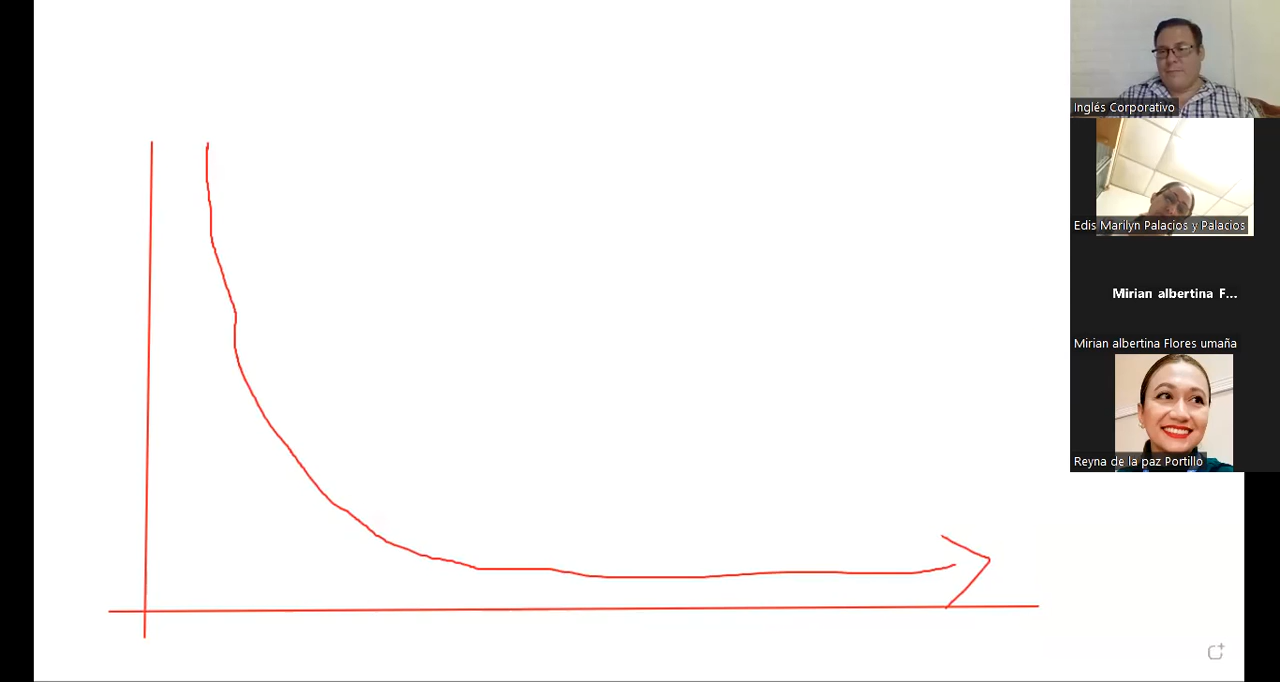 Inglés Corporativo
Edis Marilyn Palacios y Palacios
Mirian albertina F...
Mirian albertina Flores umaña
Reyna de la paz Portillo